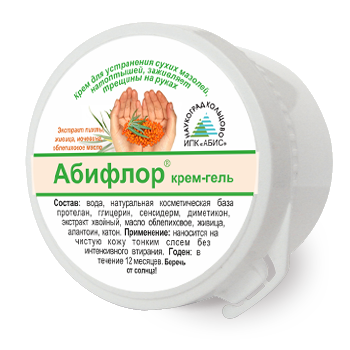 Крем для устранения сухих мозолей,
натоптышей, заживляет
трещины на руках
Экстракт пихты,
живица,
облепиховое масло
НАУКОГРАД КОЛЬЦОВО
ИПК «АБИС»
Абифлор® крем-гель
Состав: вода, натуральная косметическая база
протелан, глицерин, сенсидерм, диметикон,
экстракт хвойный, масло облепиховое, живица,
алантоин, катон. Применение: наносится на
чистую кожу тонким слоем без
интенсивного втирания. Годен: в
течение 12 месяцев. Беречь
от солнца!